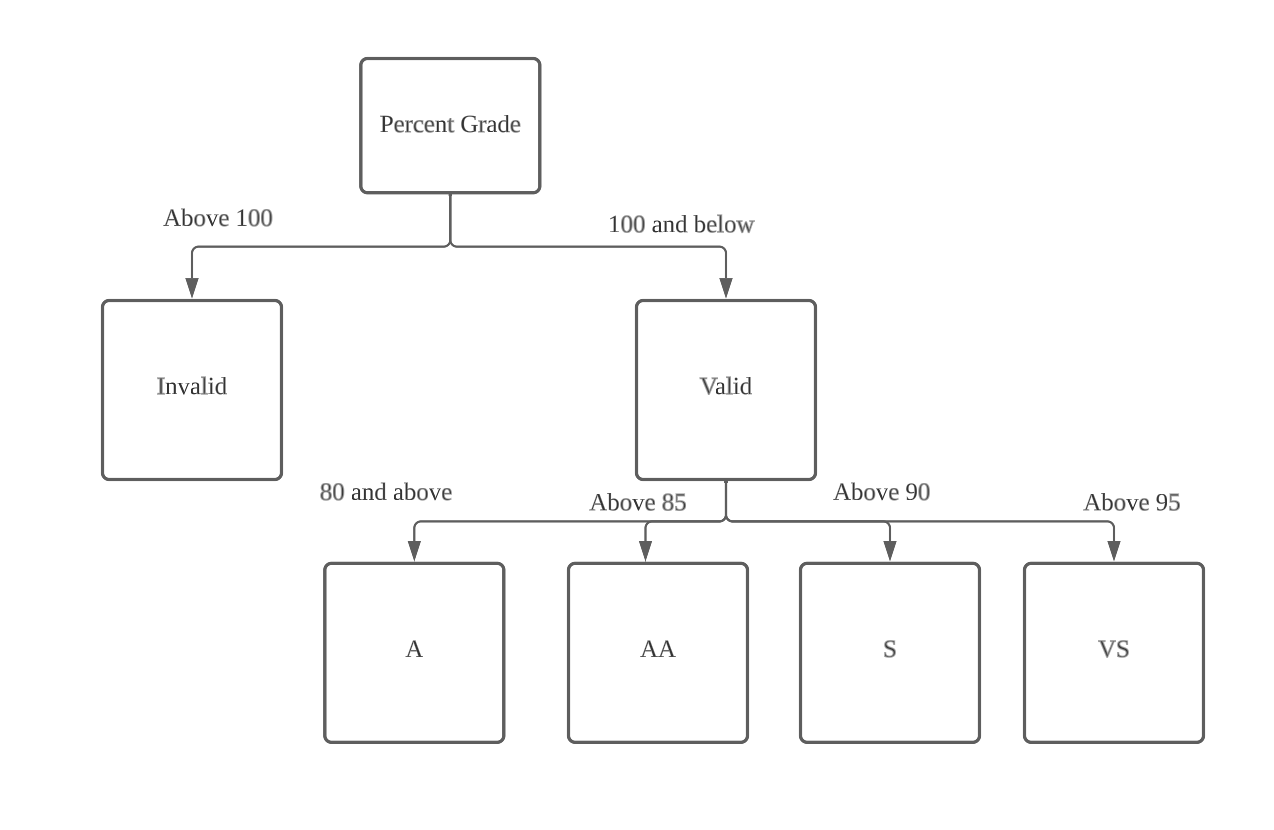 Percent Grade
Above 100
100 and below
Invalid
Valid
80 and above
Above 85
Above 90
Above 95
A
AA
S
VS